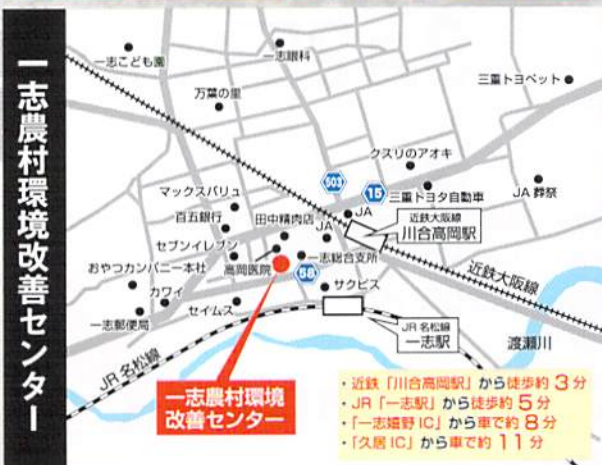 一志農村環境改善センター
一志こども園
一志眼科
万葉の里
三重トヨペット
クスリのアオキ
503
15
マックスバリュ
三重トヨタ自動車
JA 葬祭
百五銀行
田中精肉店
JA
JA
近鉄大阪線
川合高岡駅
セブンイレブン
高岡医院
一志総合支所
おやつカンパニー本社
58
近鉄大阪線
カワイ
サクビス
一志郵便局
セイムス
JR 名松線
一志駅
渡瀬川
JR 名松線
一志農村環境
改善センター
・近鉄「川合高岡駅」から徒歩約 3 分
・JR「一志駅」から徒歩約 5 分
・「一志嬉野 IC」から車で約 8 分
・「久居 IC」から車で約 11 分